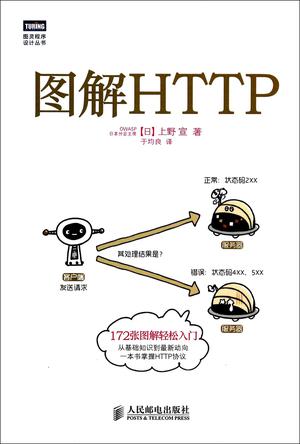 TURING
图灵程序
设计丛书
图解HTTP
OWASP
日本分会主席
【日】上野 宣 著
于均良 译
正常：状态码2XX
服务器
其处理结果是？
客户端
发送请求
错误：状态码4XX、5XX
服务器
172张图解轻松入门
从基础知识到最新动向
一本书掌握HTTP协议
人民邮电出版社
POSTS & TELECOM PRESS